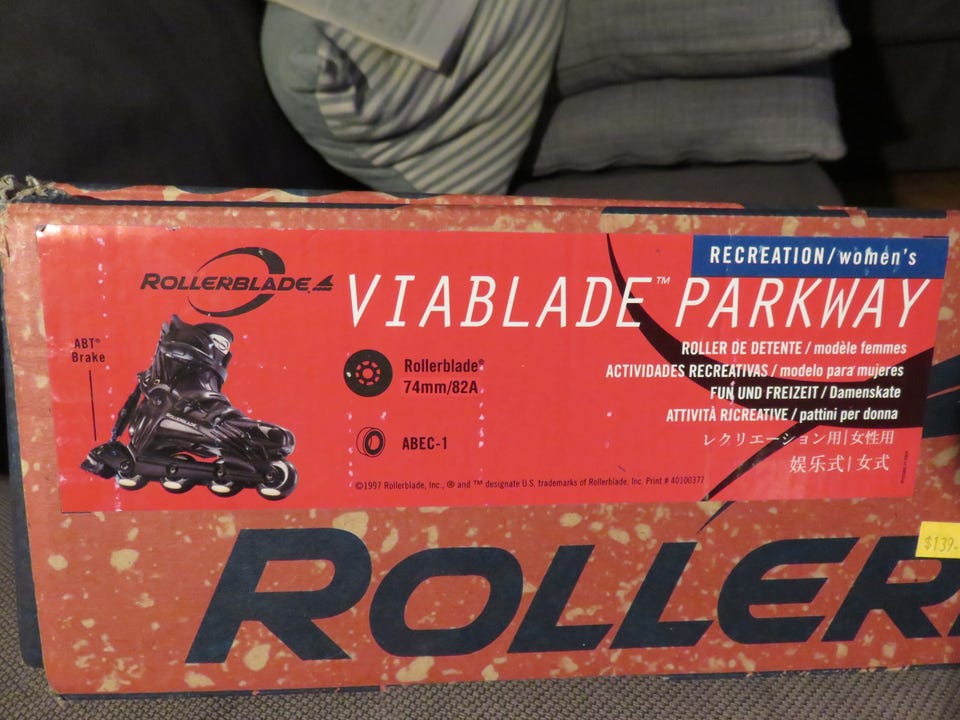 RECREATION/women's
ROLLERBLADE
VIABLADE™ PARKWAY
ABT®
Brake
Rollerblade®
74mm/82A
ABEC-1
ROLLER DE DETENTE / modèle femmes
ACTIVIDADES RECREATIVAS / modelo para mujeres
FUN UND FREIZEIT / Damenskate
ATTIVITÀ RICREATIVE / pattini per donna
レクリエーション用|女性用
娱乐式|女式
©1997 Rollerblade, Inc., ® and ™ designate U.S. trademarks of Rollerblade, Inc. Print # 40100377
ROLLERBLADE
ROLLER
$139.